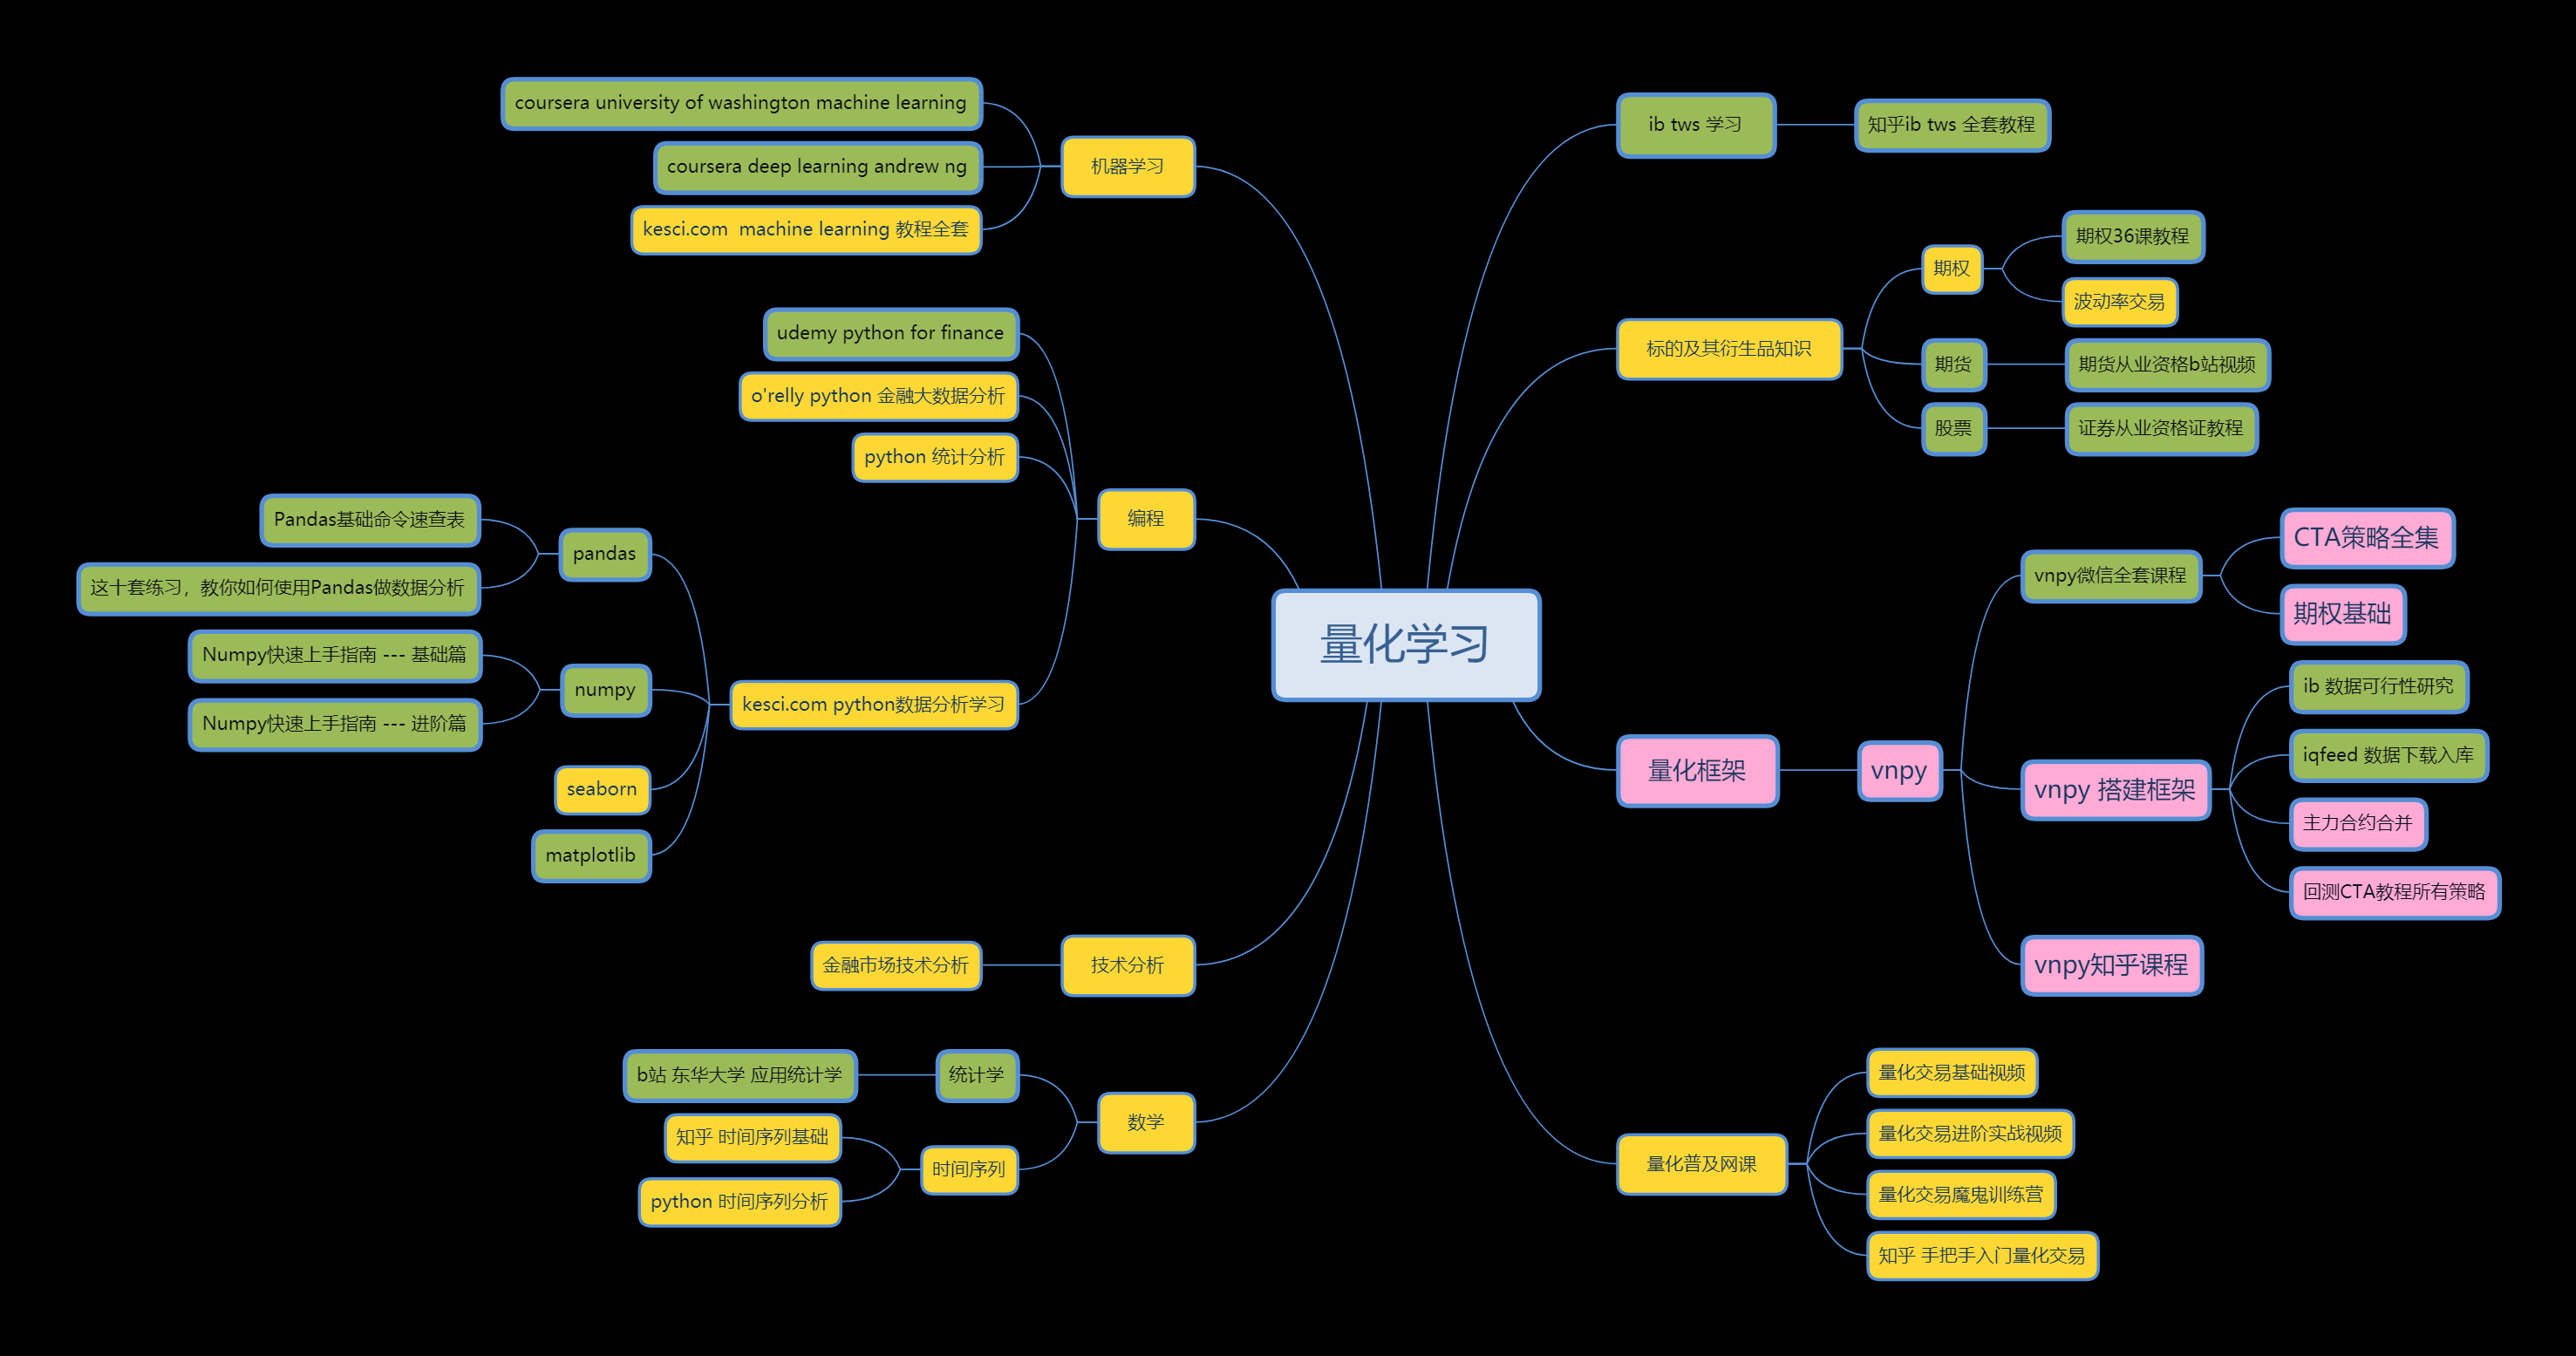 量化学习
机器学习
coursera university of washington machine learning
coursera deep learning andrew ng
kesci.com  machine learning 教程全套
编程
udemy python for finance
o'relly python 金融大数据分析
python 统计分析
kesci.com python数据分析学习
pandas
Pandas基础命令速查表
这十套练习，教你如何使用Pandas做数据分析
numpy
Numpy快速上手指南 --- 基础篇
Numpy快速上手指南 --- 进阶篇
seaborn
matplotlib
技术分析
金融市场技术分析
数学
统计学
b站 东华大学 应用统计学
时间序列
知乎 时间序列基础
python 时间序列分析
ib tws 学习
知乎ib tws 全套教程
标的及其衍生品知识
期权
期权36课教程
波动率交易
期货
期货从业资格b站视频
股票
证券从业资格证教程
量化框架
vnpy
vnpy微信全套课程
CTA策略全集
期权基础
vnpy 搭建框架
ib 数据可行性研究
iqfeed 数据下载入库
主力合约合并
回测CTA教程所有策略
vnpy知乎课程
量化普及网课
量化交易基础视频
量化交易进阶实战视频
量化交易魔鬼训练营
知乎 手把手入门量化交易